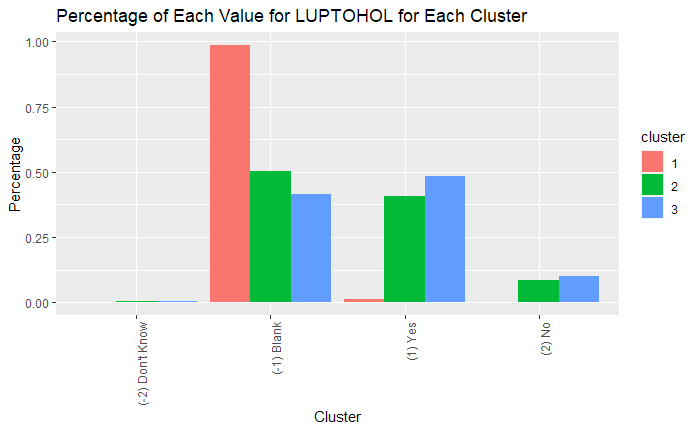 Percentage of Each Value for LUPTOHOL for Each Cluster
Percentage
1.00
0.75
0.50
0.25
0.00
(-2) Don't Know
(-1) Blank
(1) Yes
(2) No
Cluster
cluster
1
2
3